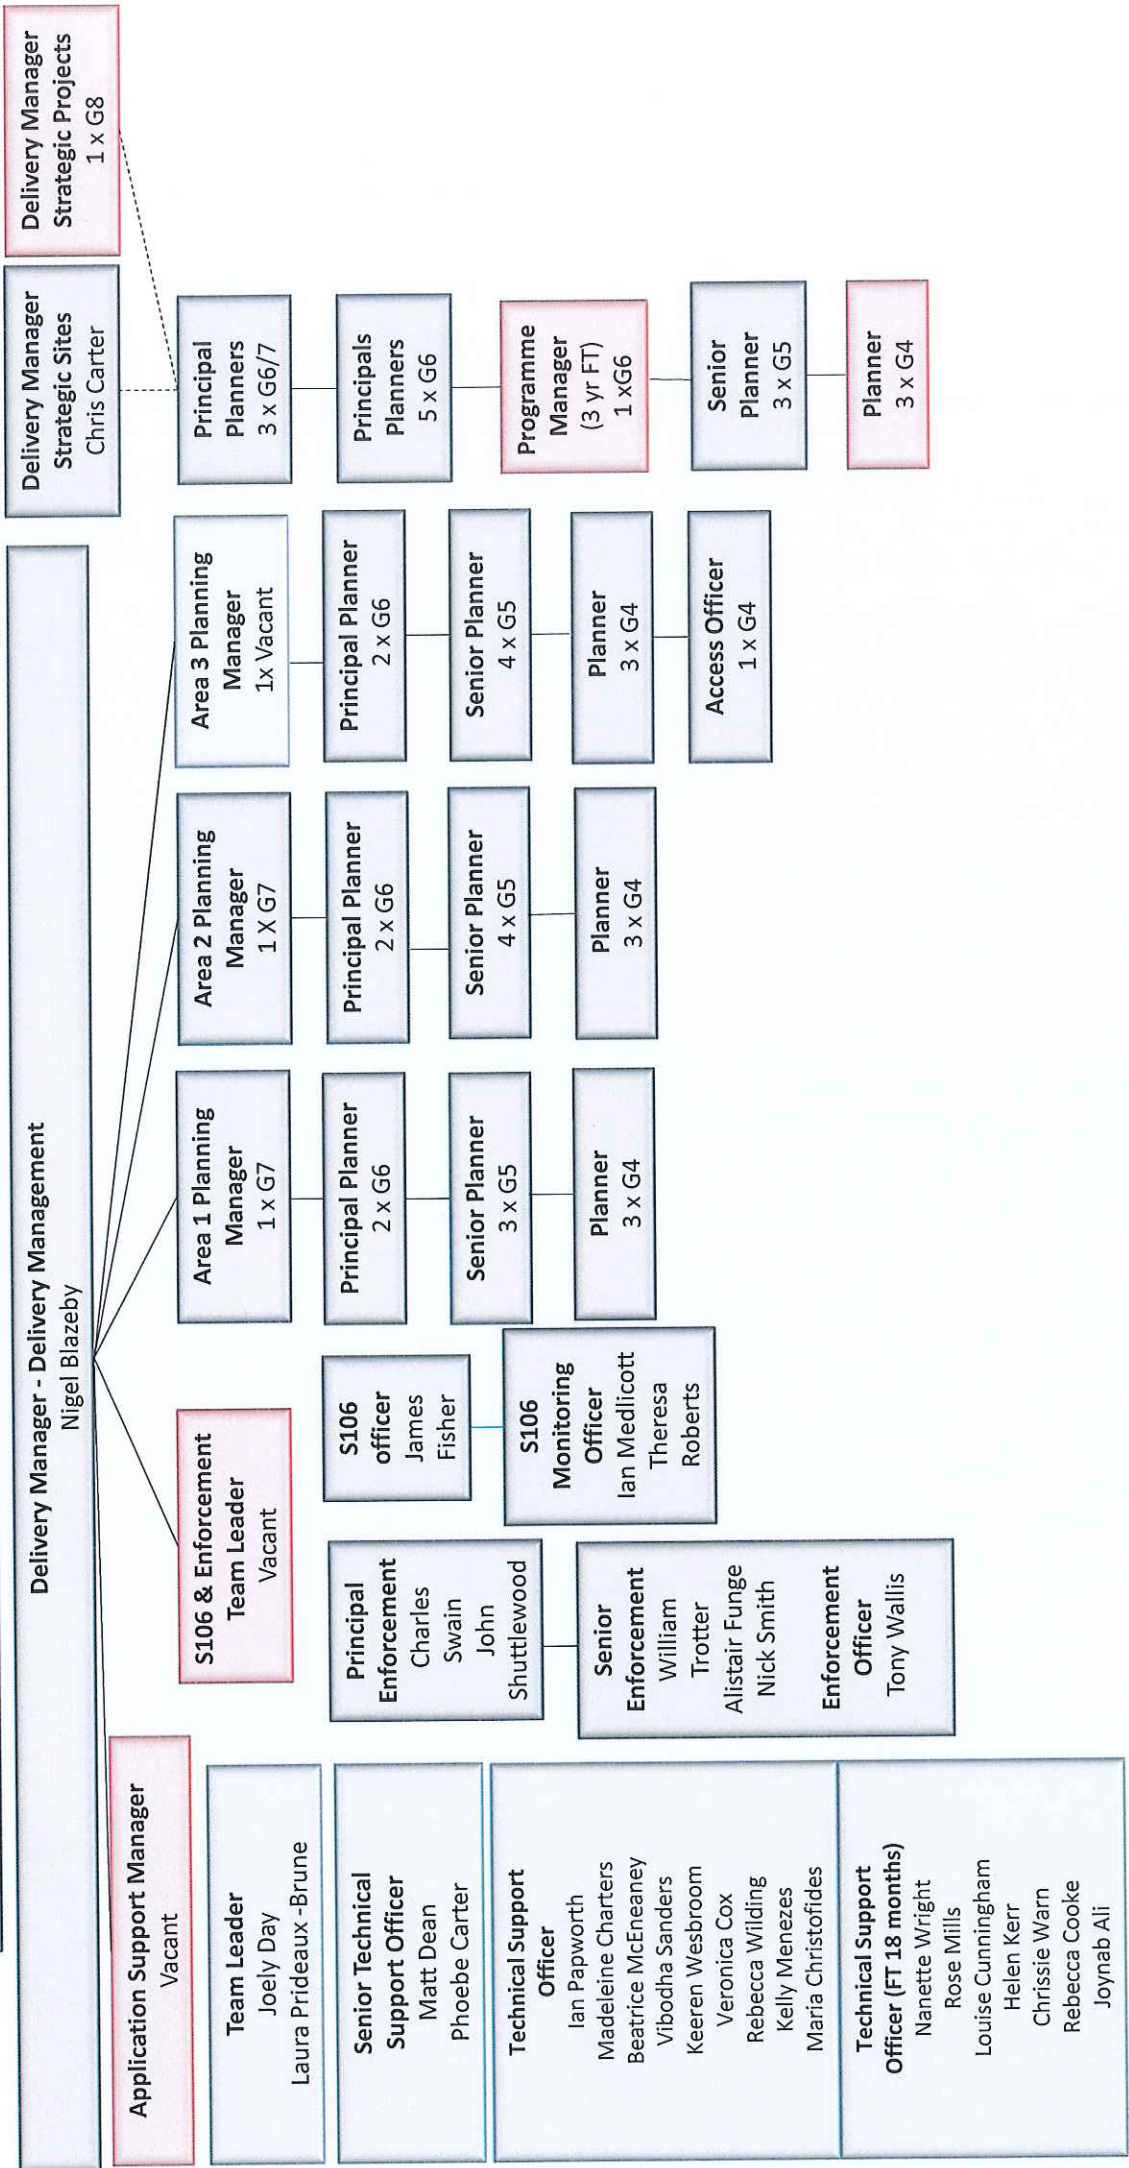 Delivery Manager - Delivery Management
Nigel Blazeby
Delivery Manager
Strategic Sites
Chris Carter
Delivery Manager
Strategic Projects
1 x G8
Application Support Manager
Vacant
Team Leader
Joely Day
Laura Prideaux -Brune
Senior Technical
Support Officer
Matt Dean
Phoebe Carter
Technical Support
Officer
Ian Papworth
Madeleine Charters
Beatrice McEneaney
Vibodha Sanders
Keeren Wesbroom
Veronica Cox
Rebecca Wilding
Kelly Menezes
Maria Christofides
Technical Support
Officer (FT 18 months)
Nanette Wright
Rose Mills
Louise Cunningham
Helen Kerr
Chrissie Warn
Rebecca Cooke
Joynab Ali
S106 & Enforcement
Team Leader
Vacant
Principal
Enforcement
Charles
Swain
John
Shuttlewood
Senior
Enforcement
William
Trotter
Alistair Funge
Nick Smith
Enforcement
Officer
Tony Wallis
S106
officer
James
Fisher
S106
Monitoring
Officer
Ian Medlicott
Theresa
Roberts
Area 1 Planning
Manager
1 x G7
Principal Planner
2 x G6
Senior Planner
3 x G5
Planner
3 x G4
Area 2 Planning
Manager
1 X G7
Principal Planner
2 x G6
Senior Planner
4 x G5
Planner
3 x G4
Area 3 Planning
Manager
1x Vacant
Principal Planner
2 x G6
Senior Planner
4 x G5
Planner
3 x G4
Access Officer
1 x G4
Principal
Planners
3 x G6/7
Principals
Planners
5 x G6
Programme
Manager
(3 yr FT)
1 xG6
Senior
Planner
3 x G5
Planner
3 x G4